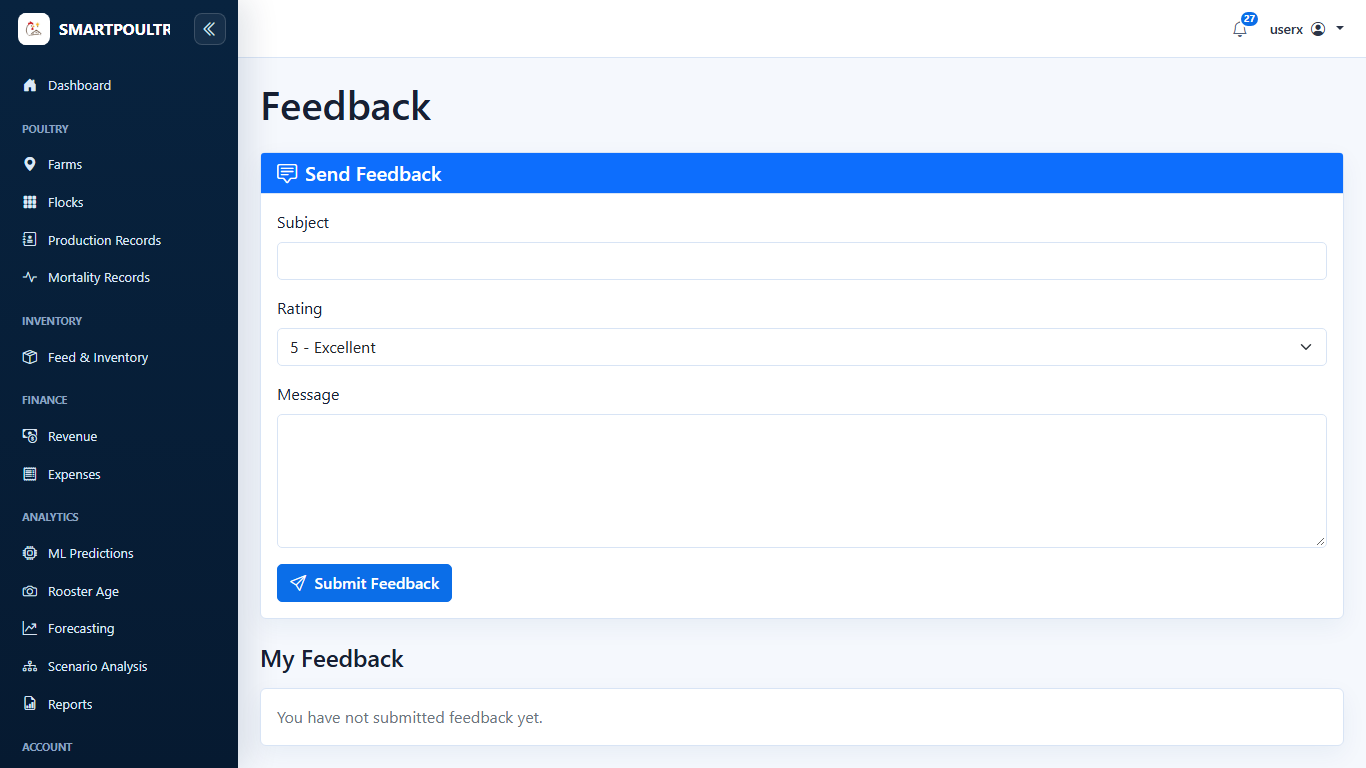 SMARTPOULTR
27
userx
Dashboard
POULTRY
Farms
Flocks
Production Records
Mortality Records
INVENTORY
Feed & Inventory
FINANCE
Revenue
Expenses
ANALYTICS
ML Predictions
Rooster Age
Forecasting
Scenario Analysis
Reports
ACCOUNT
Feedback
Send Feedback
Subject
Rating
5 - Excellent
Message
Submit Feedback
My Feedback
You have not submitted feedback yet.